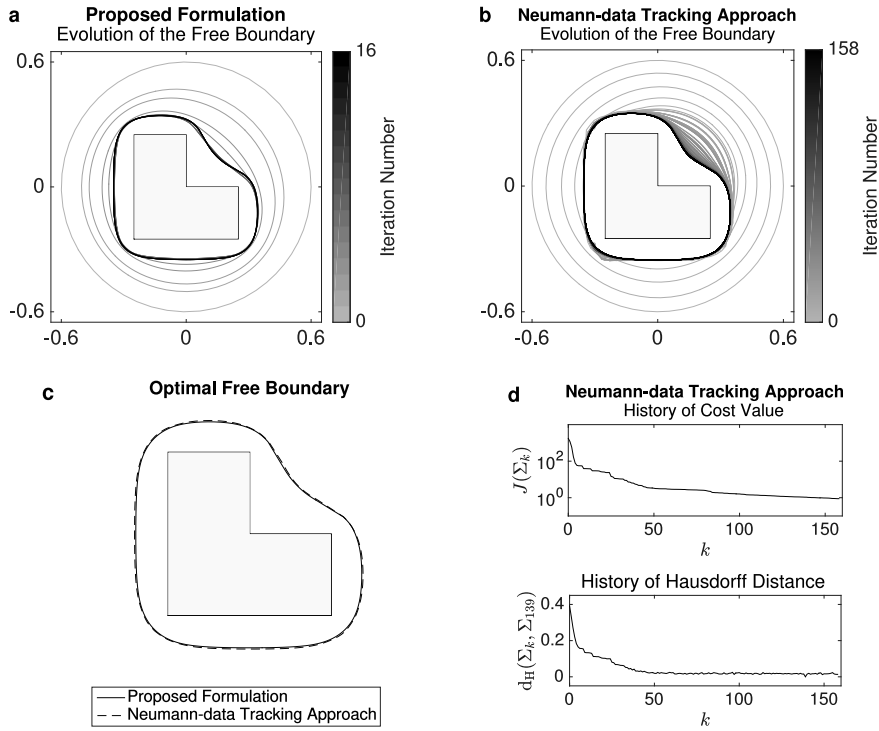 a
Proposed Formulation
Evolution of the Free Boundary
0.6
0
-0.6
-0.6
0
0.6
16
0
Iteration Number
b
Neumann-data Tracking Approach
Evolution of the Free Boundary
0.6
0
-0.6
-0.6
0
0.6
158
0
Iteration Number
c
Optimal Free Boundary
Proposed Formulation
Neumann-data Tracking Approach
d
Neumann-data Tracking Approach
History of Cost Value
J(Σₖ)
10²
10⁰
0
50
100
150
k
History of Hausdorff Distance
d_H(Σₖ, Σ₁₃₉)
0.4
0.2
0
0
50
100
150
k